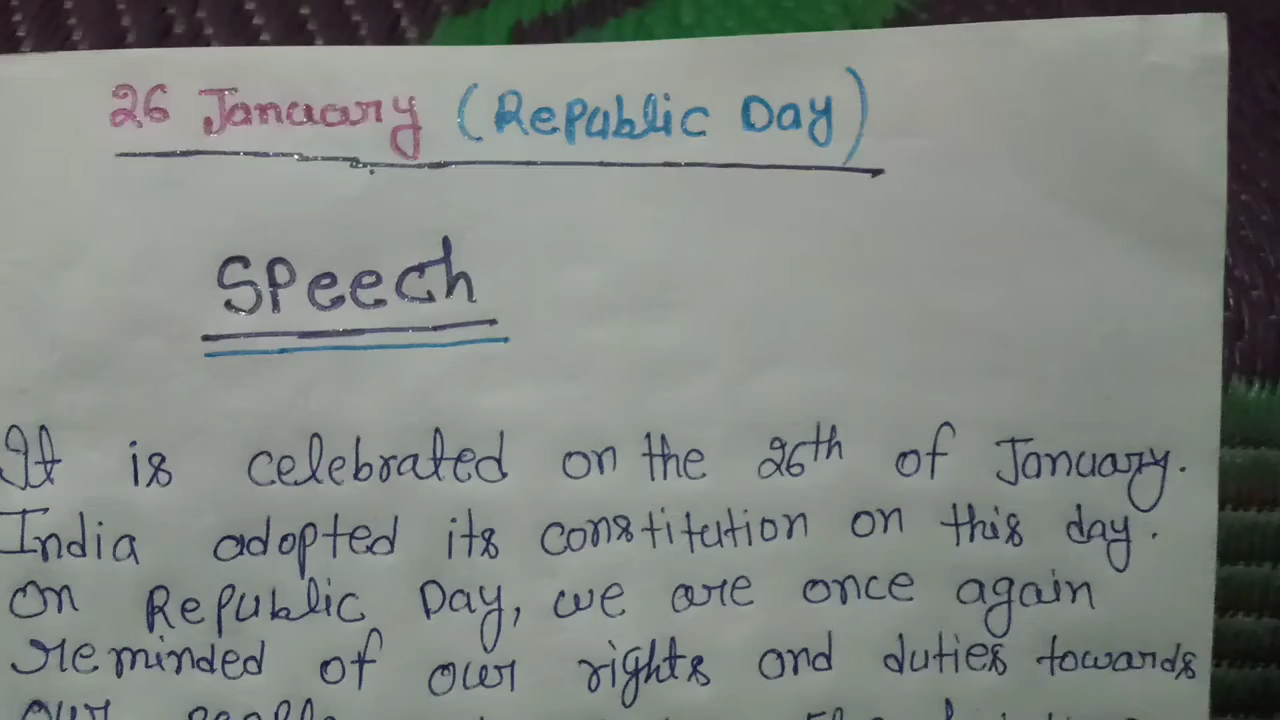 26 January (Republic Day)
Speech
It is celebrated on the 26th of January.
India adopted its constitution on this day.
On Republic Day, we are once again
reminded of our rights and duties towards
our